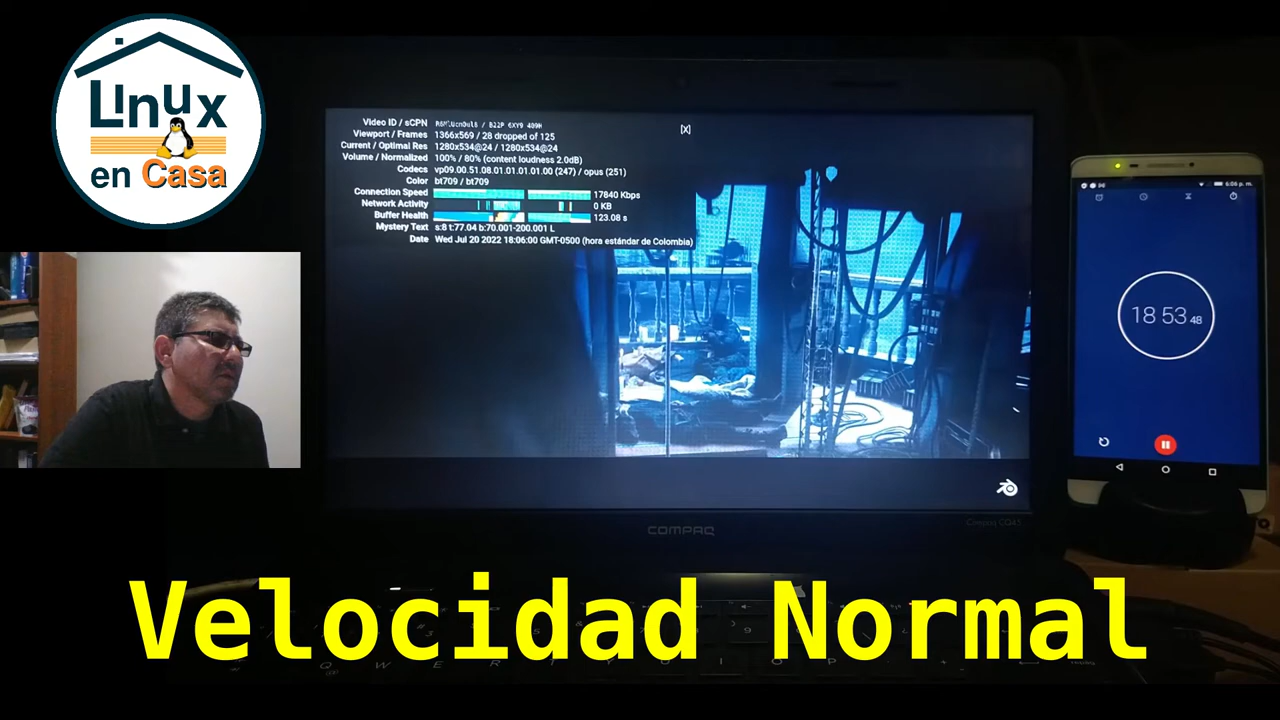 Linux
en Casa
Video ID / sCPN
Viewport / Frames 1366x569 / 28 dropped of 125
Current / Optimal Res 1280x534@24 / 1280x534@24
Volume / Normalized 100% / 80% (content loudness 2.0dB)
Codecs vp09.00.51.08.01.01.01.01.00 (247) / opus (251)
Color bt709 / bt709
Connection Speed 17840 Kbps
Network Activity 0 KB
Buffer Health 123.08 s
Mystery Text s:8 t:77.04 b:70.001-200.001 L
Date Wed Jul 20 2022 18:06:00 GMT-0500 (hora estándar de Colombia)
[X]
6:06 p. m.
18 53 48
COMPAQ
Compaq CQ45
Velocidad Normal